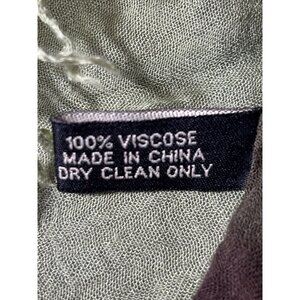 100% VISCOSE
MADE IN CHINA
DRY CLEAN ONLY